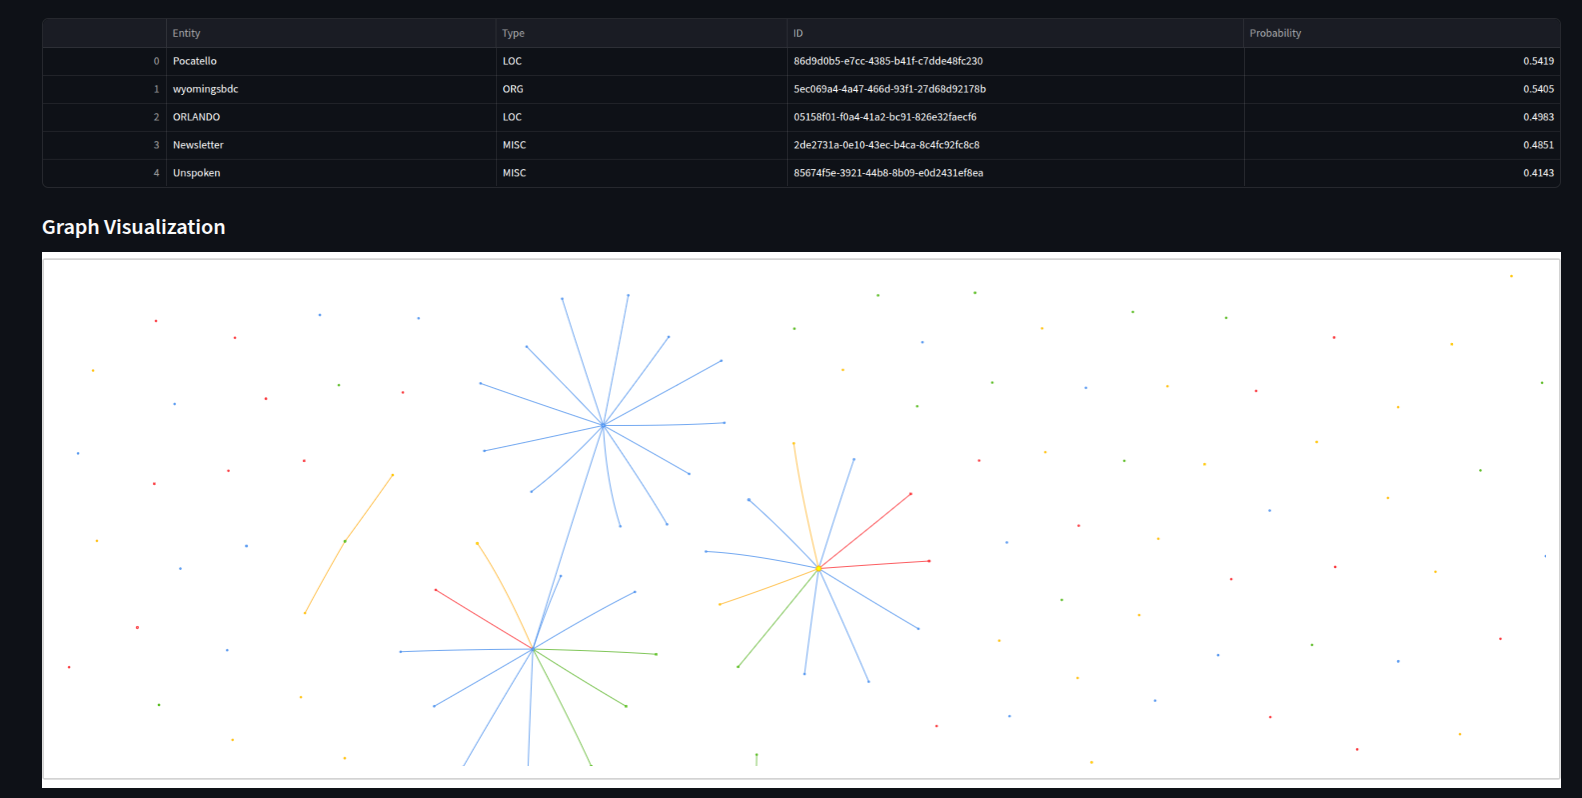 Entity Type ID Probability
0 Pocatello LOC 86d9d0b5-e7cc-4385-b41f-c7dde48fc230 0.5419
1 wyomingsbdc ORG 5ec069a4-4a47-466d-93f1-27d68d92178b 0.5405
2 ORLANDO LOC 05158f01-f0a4-41a2-bc91-826e32faecf6 0.4983
3 Newsletter MISC 2de2731a-0e10-43ec-b4ca-8c4fc92fc8c8 0.4851
4 Unspoken MISC 85674f5e-3921-44b8-8b09-e0d2431ef8ea 0.4143
Graph Visualization